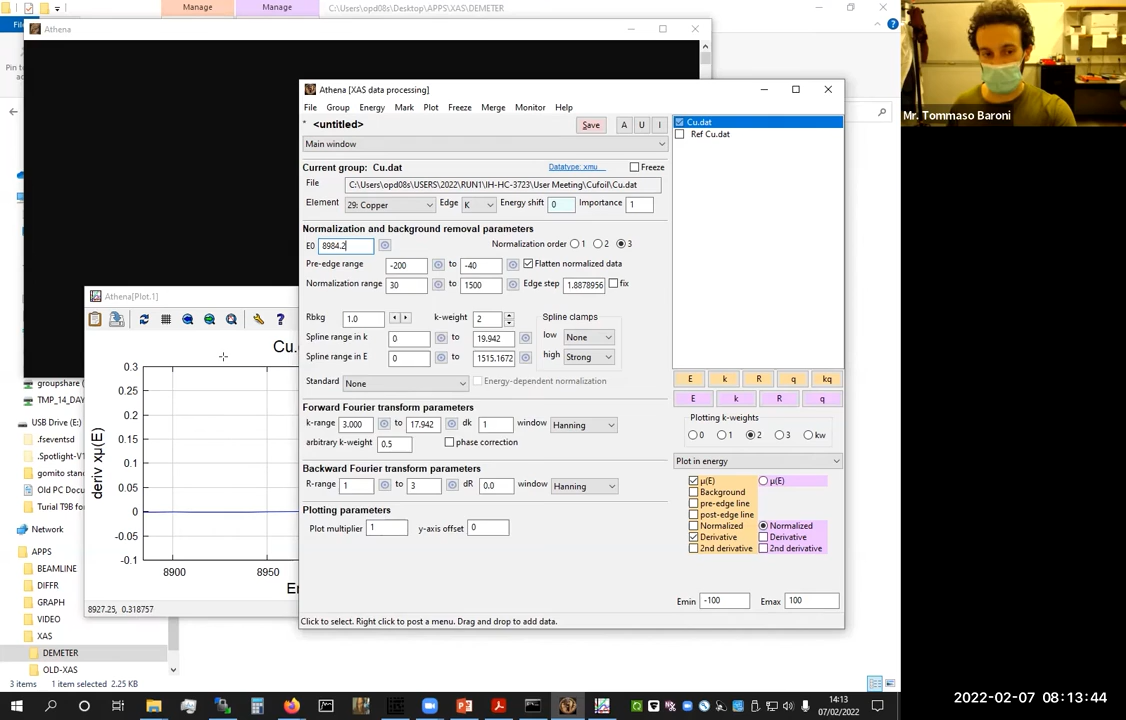 Manage
Manage
C:\Users\opd08s\Desktop\APPS\XAS\DEMETER
Athena
Athena [XAS data processing]
File Group Energy Mark Plot Freeze Merge Monitor Help
* <untitled>
Save
A U I
Main window
Current group: Cu.dat
Datatype: xmu
Freeze
File
C:\Users\opd08s\USERS\2022\RUN1\IH-HC-3723\User Meeting\Cufoil\Cu.dat
Element 29: Copper Edge K Energy shift 0 Importance 1
Normalization and background removal parameters
E0 8984.2 Normalization order 1 2 3
Pre-edge range -200 to -40 Flatten normalized data
Normalization range 30 to 1500 Edge step 1.8878956 fix
Rbkg 1.0 k-weight 2 Spline clamps
Spline range in k 0 to 19.942 low None
Spline range in E 0 to 1515.1672 high Strong
Standard None Energy-dependent normalization
Forward Fourier transform parameters
k-range 3.000 to 17.942 dk 1 window Hanning
arbitrary k-weight 0.5 phase correction
Backward Fourier transform parameters
R-range 1 to 3 dR 0.0 window Hanning
Plotting parameters
Plot multiplier 1 y-axis offset 0
Click to select. Right click to post a menu. Drag and drop to add data.
Cu.dat
Ref Cu.dat
E k R q kq
E k R q
Plotting k-weights
0 1 2 3 kw
Plot in energy
μ(E) μ(E)
Background
pre-edge line
post-edge line
Normalized Normalized
Derivative Derivative
2nd derivative 2nd derivative
Emin -100 Emax 100
Athena[Plot.1]
0.3
0.25
0.2
0.15
0.1
0.05
0
-0.05
-0.1
deriv xμ(E)
8900 8950
8927.25, 0.318757
groupshare
TMP_14_DAY
USB Drive (E:)
.fseventsd
.Spotlight-V1
gomito stand
Old PC Docu
Turial T9B fo
Network
APPS
BEAMLINE
DIFFR
GRAPH
VIDEO
XAS
DEMETER
OLD-XAS
3 items 1 item selected 2.25 KB
14:13
07/02/2022
Mr. Tommaso Baroni
2022-02-07 08:13:44